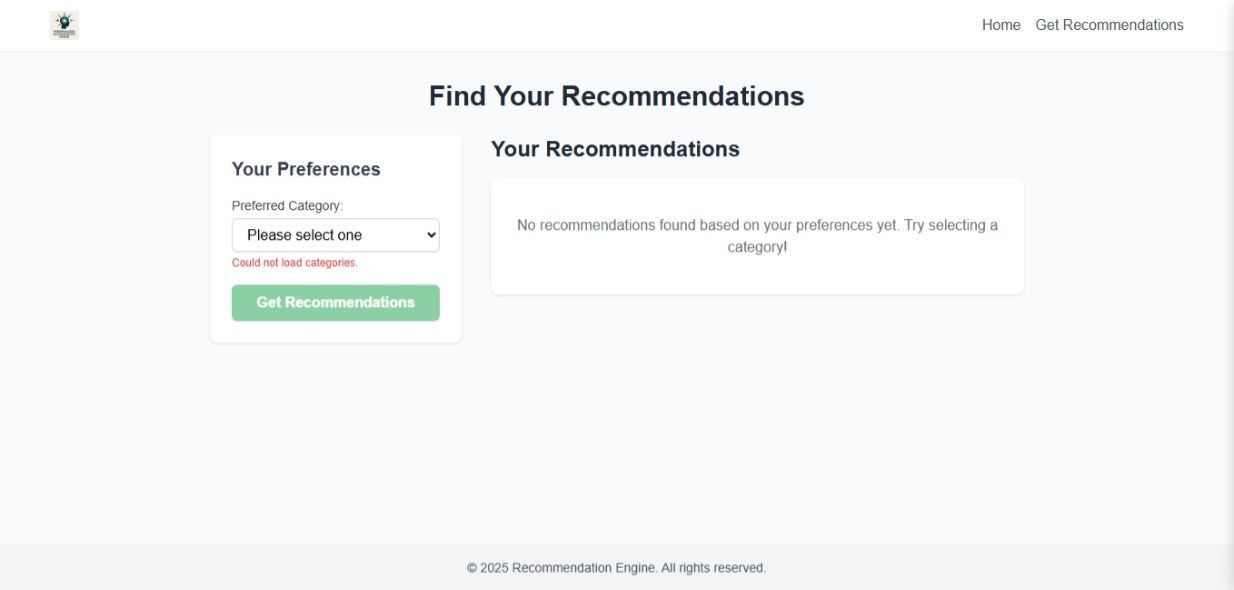 Home Get Recommendations
Find Your Recommendations
Your Preferences
Preferred Category:
Please select one
Could not load categories.
Get Recommendations
Your Recommendations
No recommendations found based on your preferences yet. Try selecting a
category!
© 2025 Recommendation Engine. All rights reserved.